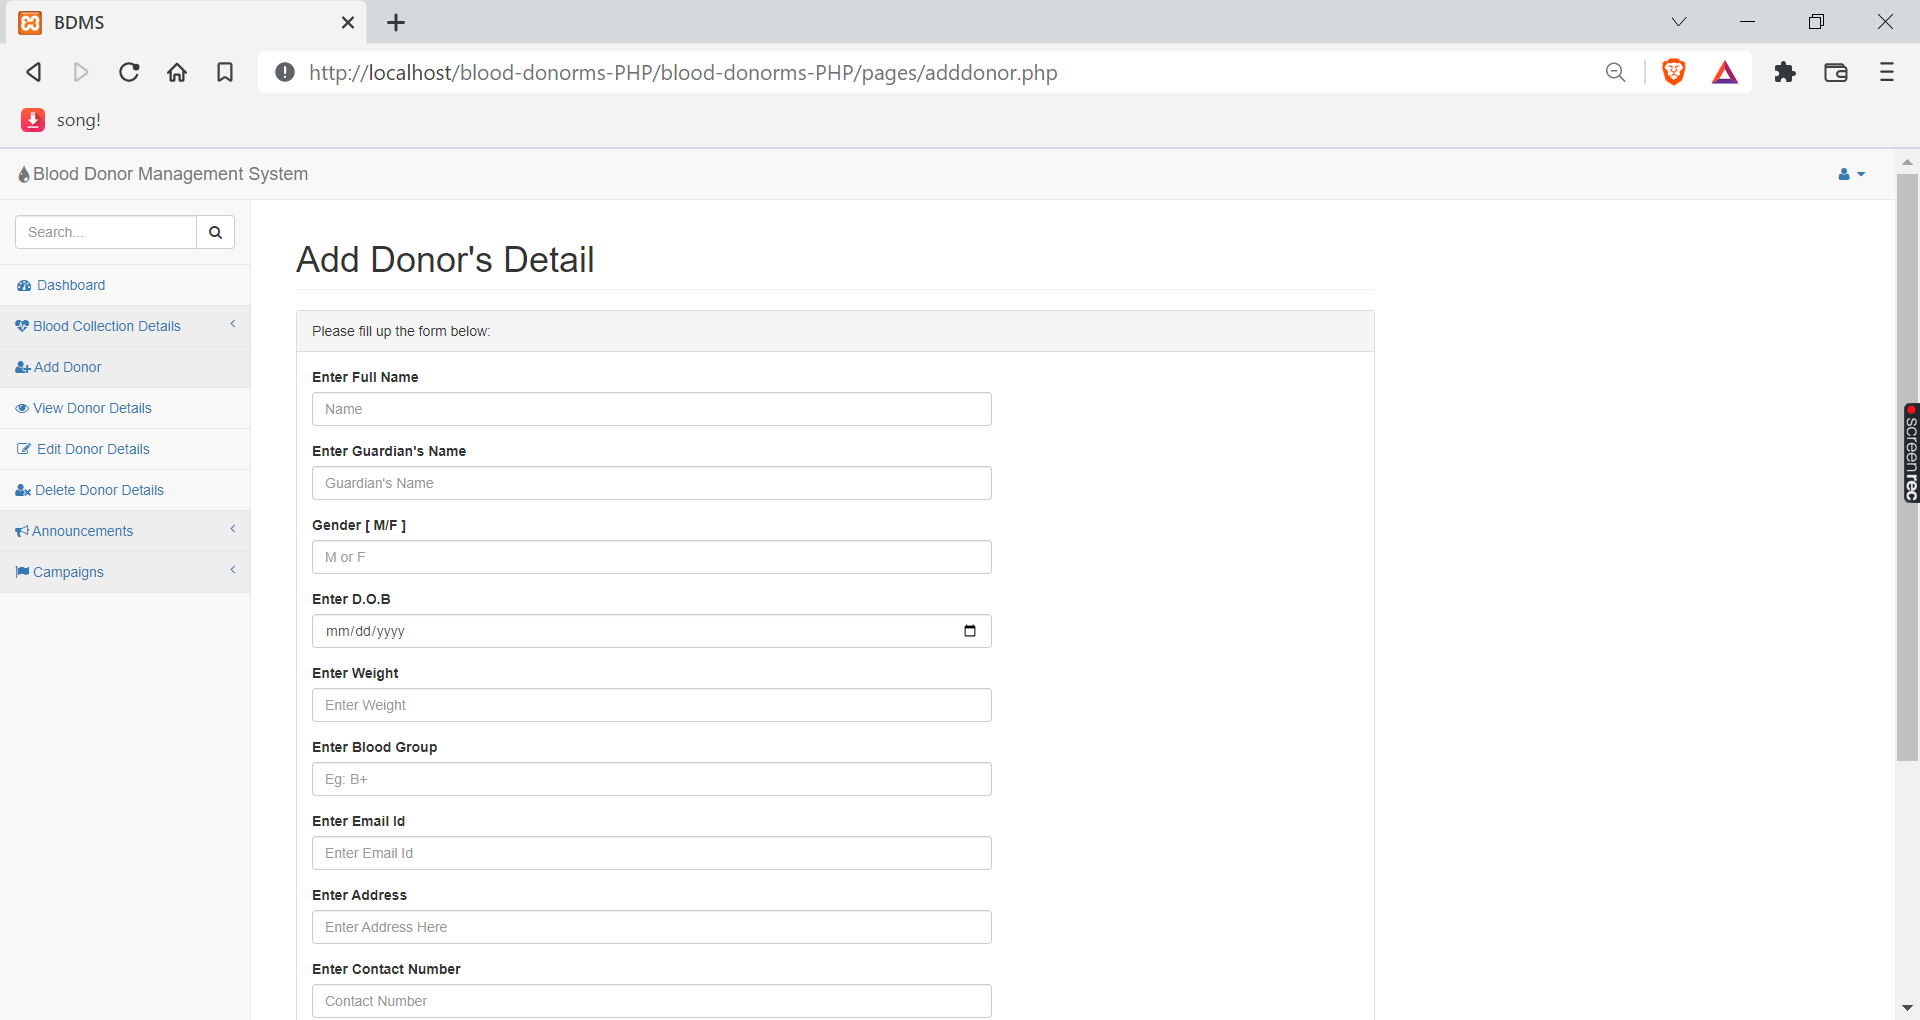 BDMS
http://localhost/blood-donorms-PHP/blood-donorms-PHP/pages/adddonor.php
song!
Blood Donor Management System
Search...
Dashboard
Blood Collection Details
Add Donor
View Donor Details
Edit Donor Details
Delete Donor Details
Announcements
Campaigns
Add Donor's Detail
Please fill up the form below:
Enter Full Name
Name
Enter Guardian's Name
Guardian's Name
Gender [ M/F ]
M or F
Enter D.O.B
mm/dd/yyyy
Enter Weight
Enter Weight
Enter Blood Group
Eg: B+
Enter Email Id
Enter Email Id
Enter Address
Enter Address Here
Enter Contact Number
Contact Number
screenrec